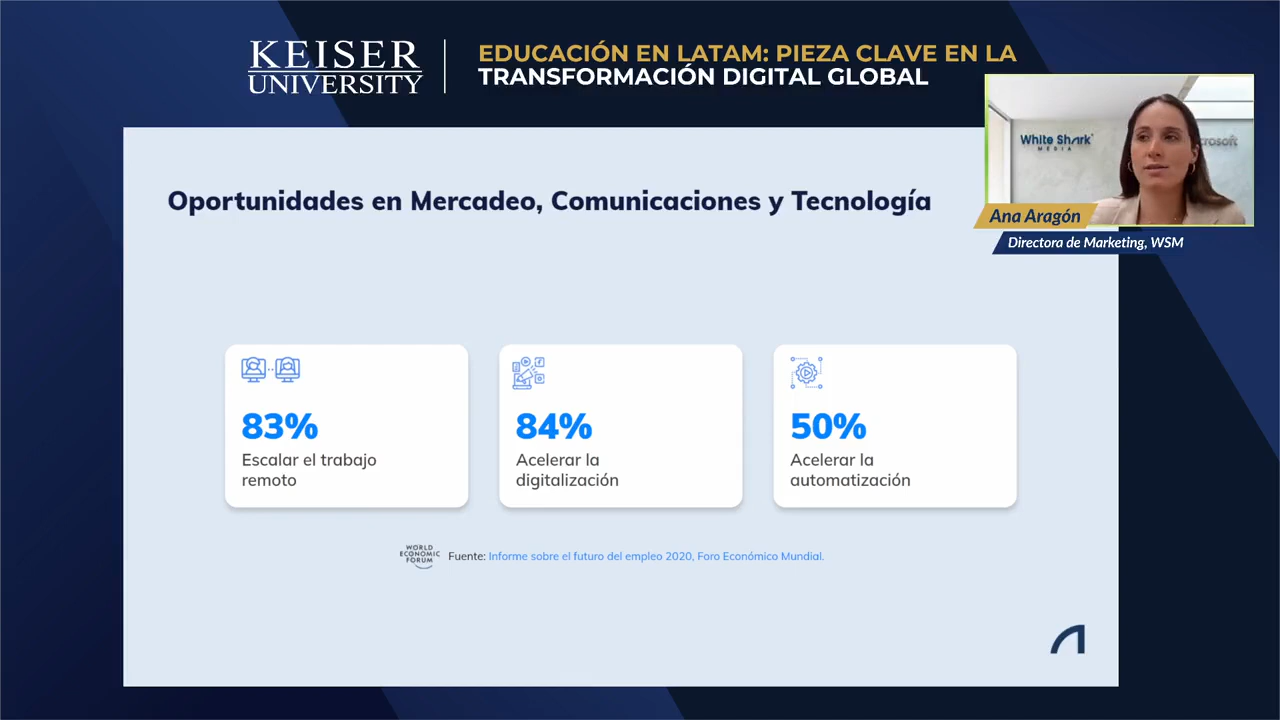 KEISER
UNIVERSITY
EDUCACIÓN EN LATAM: PIEZA CLAVE EN LA
TRANSFORMACIÓN DIGITAL GLOBAL
White Shark
MEDIA
crosoft
Ana Aragón
Directora de Marketing, WSM
Oportunidades en Mercadeo, Comunicaciones y Tecnología
83%
Escalar el trabajo
remoto
84%
Acelerar la
digitalización
50%
Acelerar la
automatización
WORLD
ECONOMIC
FORUM
Fuente: Informe sobre el futuro del empleo 2020, Foro Económico Mundial.